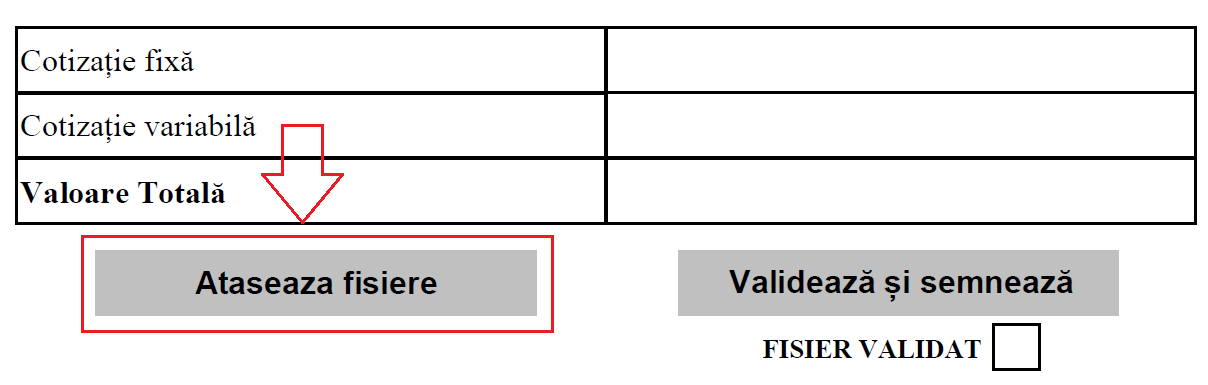 Cotizație fixă
Cotizație variabilă
Valoare Totală
Ataseaza fisiere
Validează și semnează
FISIER VALIDAT